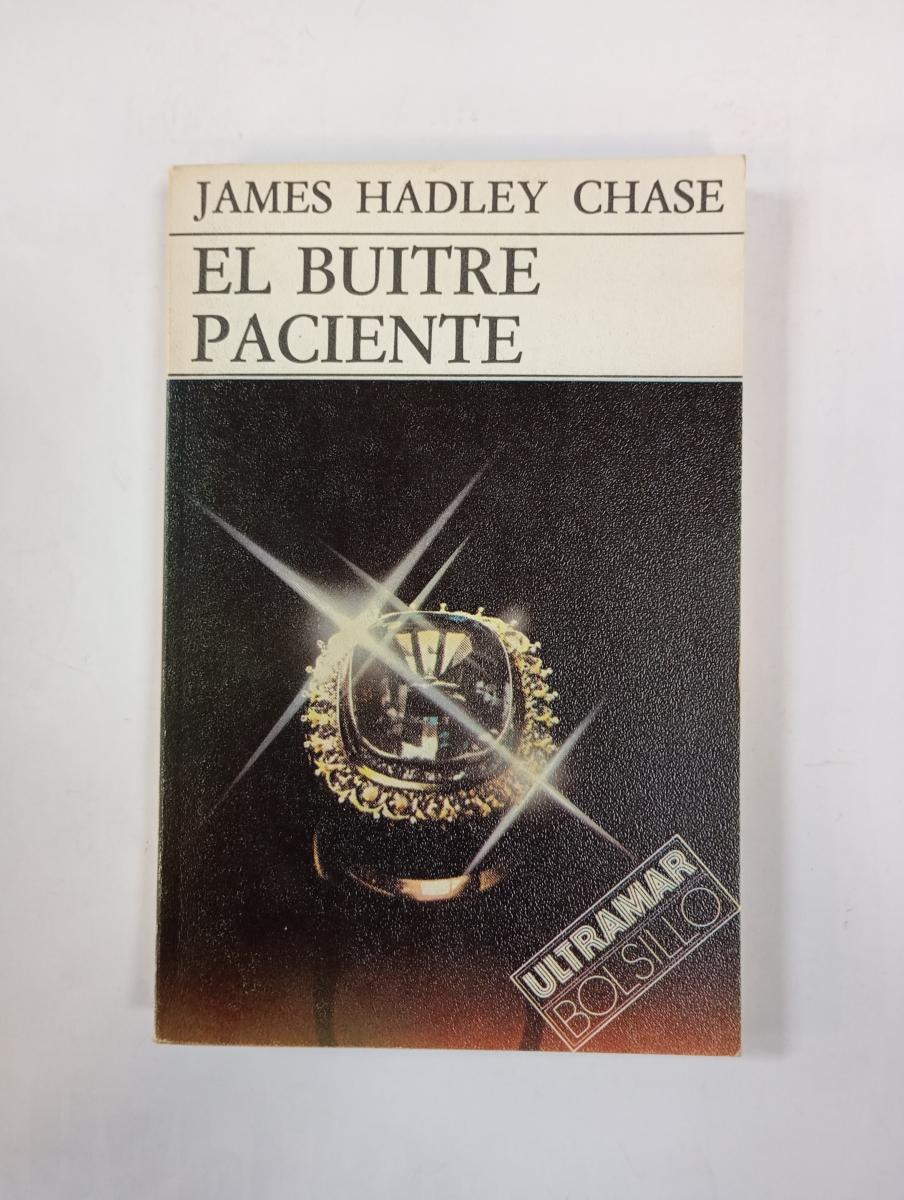 JAMES HADLEY CHASE
EL BUITRE
PACIENTE
ULTRAMAR
BOLSILLO